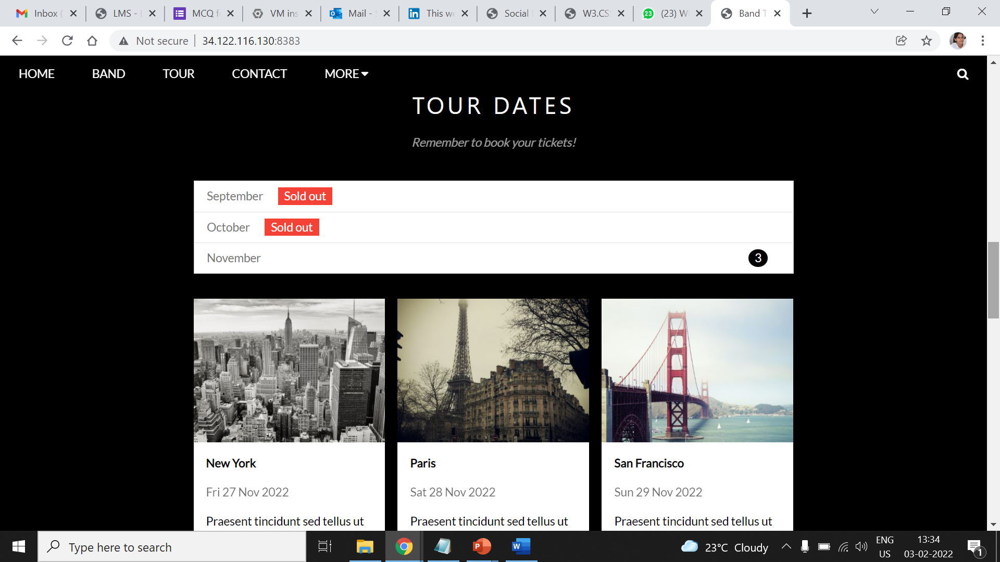 Inbox (
LMS - L
MCQ f
VM ins
Mail - S
This we
Social
W3.CS
(23) W
Band T
Not secure
34.122.116.130:8383
HOME
BAND
TOUR
CONTACT
MORE
TOUR DATES
Remember to book your tickets!
September Sold out
October Sold out
November 3
New York
Fri 27 Nov 2022
Praesent tincidunt sed tellus ut
Paris
Sat 28 Nov 2022
Praesent tincidunt sed tellus ut
San Francisco
Sun 29 Nov 2022
Praesent tincidunt sed tellus ut
Type here to search
23°C Cloudy
ENG
US
13:34
03-02-2022
1